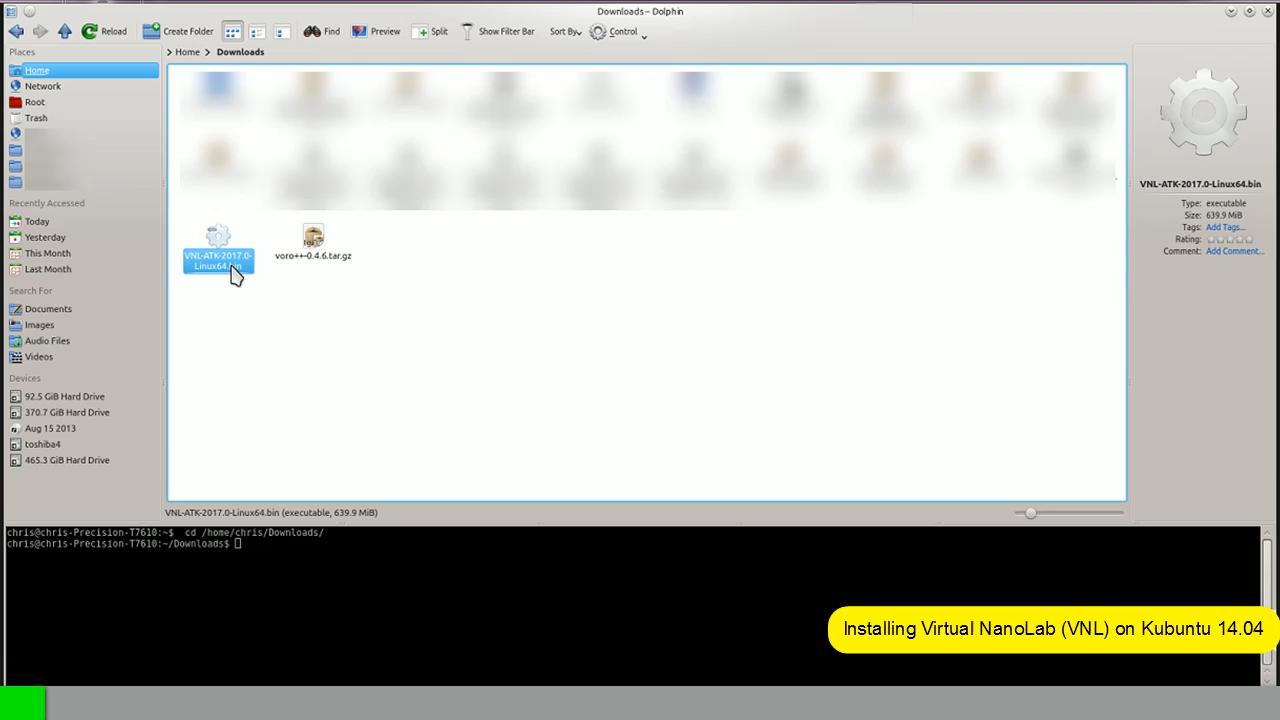 Downloads – Dolphin
Reload
Create Folder
Find
Preview
Split
Show Filter Bar
Sort By
Control
Places
Home
Network
Root
Trash
Recently Accessed
Today
Yesterday
This Month
Last Month
Search For
Documents
Images
Audio Files
Videos
Devices
92.5 GiB Hard Drive
370.7 GiB Hard Drive
Aug 15 2013
toshiba4
465.3 GiB Hard Drive
Home > Downloads
VNL-ATK-2017.0-
Linux64.bin
voro++-0.4.6.tar.gz
VNL-ATK-2017.0-Linux64.bin (executable, 639.9 MiB)
VNL-ATK-2017.0-Linux64.bin
Type: executable
Size: 639.9 MiB
Tags: Add Tags...
Rating:
Comment: Add Comment...
chris@chris-Precision-T7610:~$ cd /home/chris/Downloads/
chris@chris-Precision-T7610:~/Downloads$
Installing Virtual NanoLab (VNL) on Kubuntu 14.04